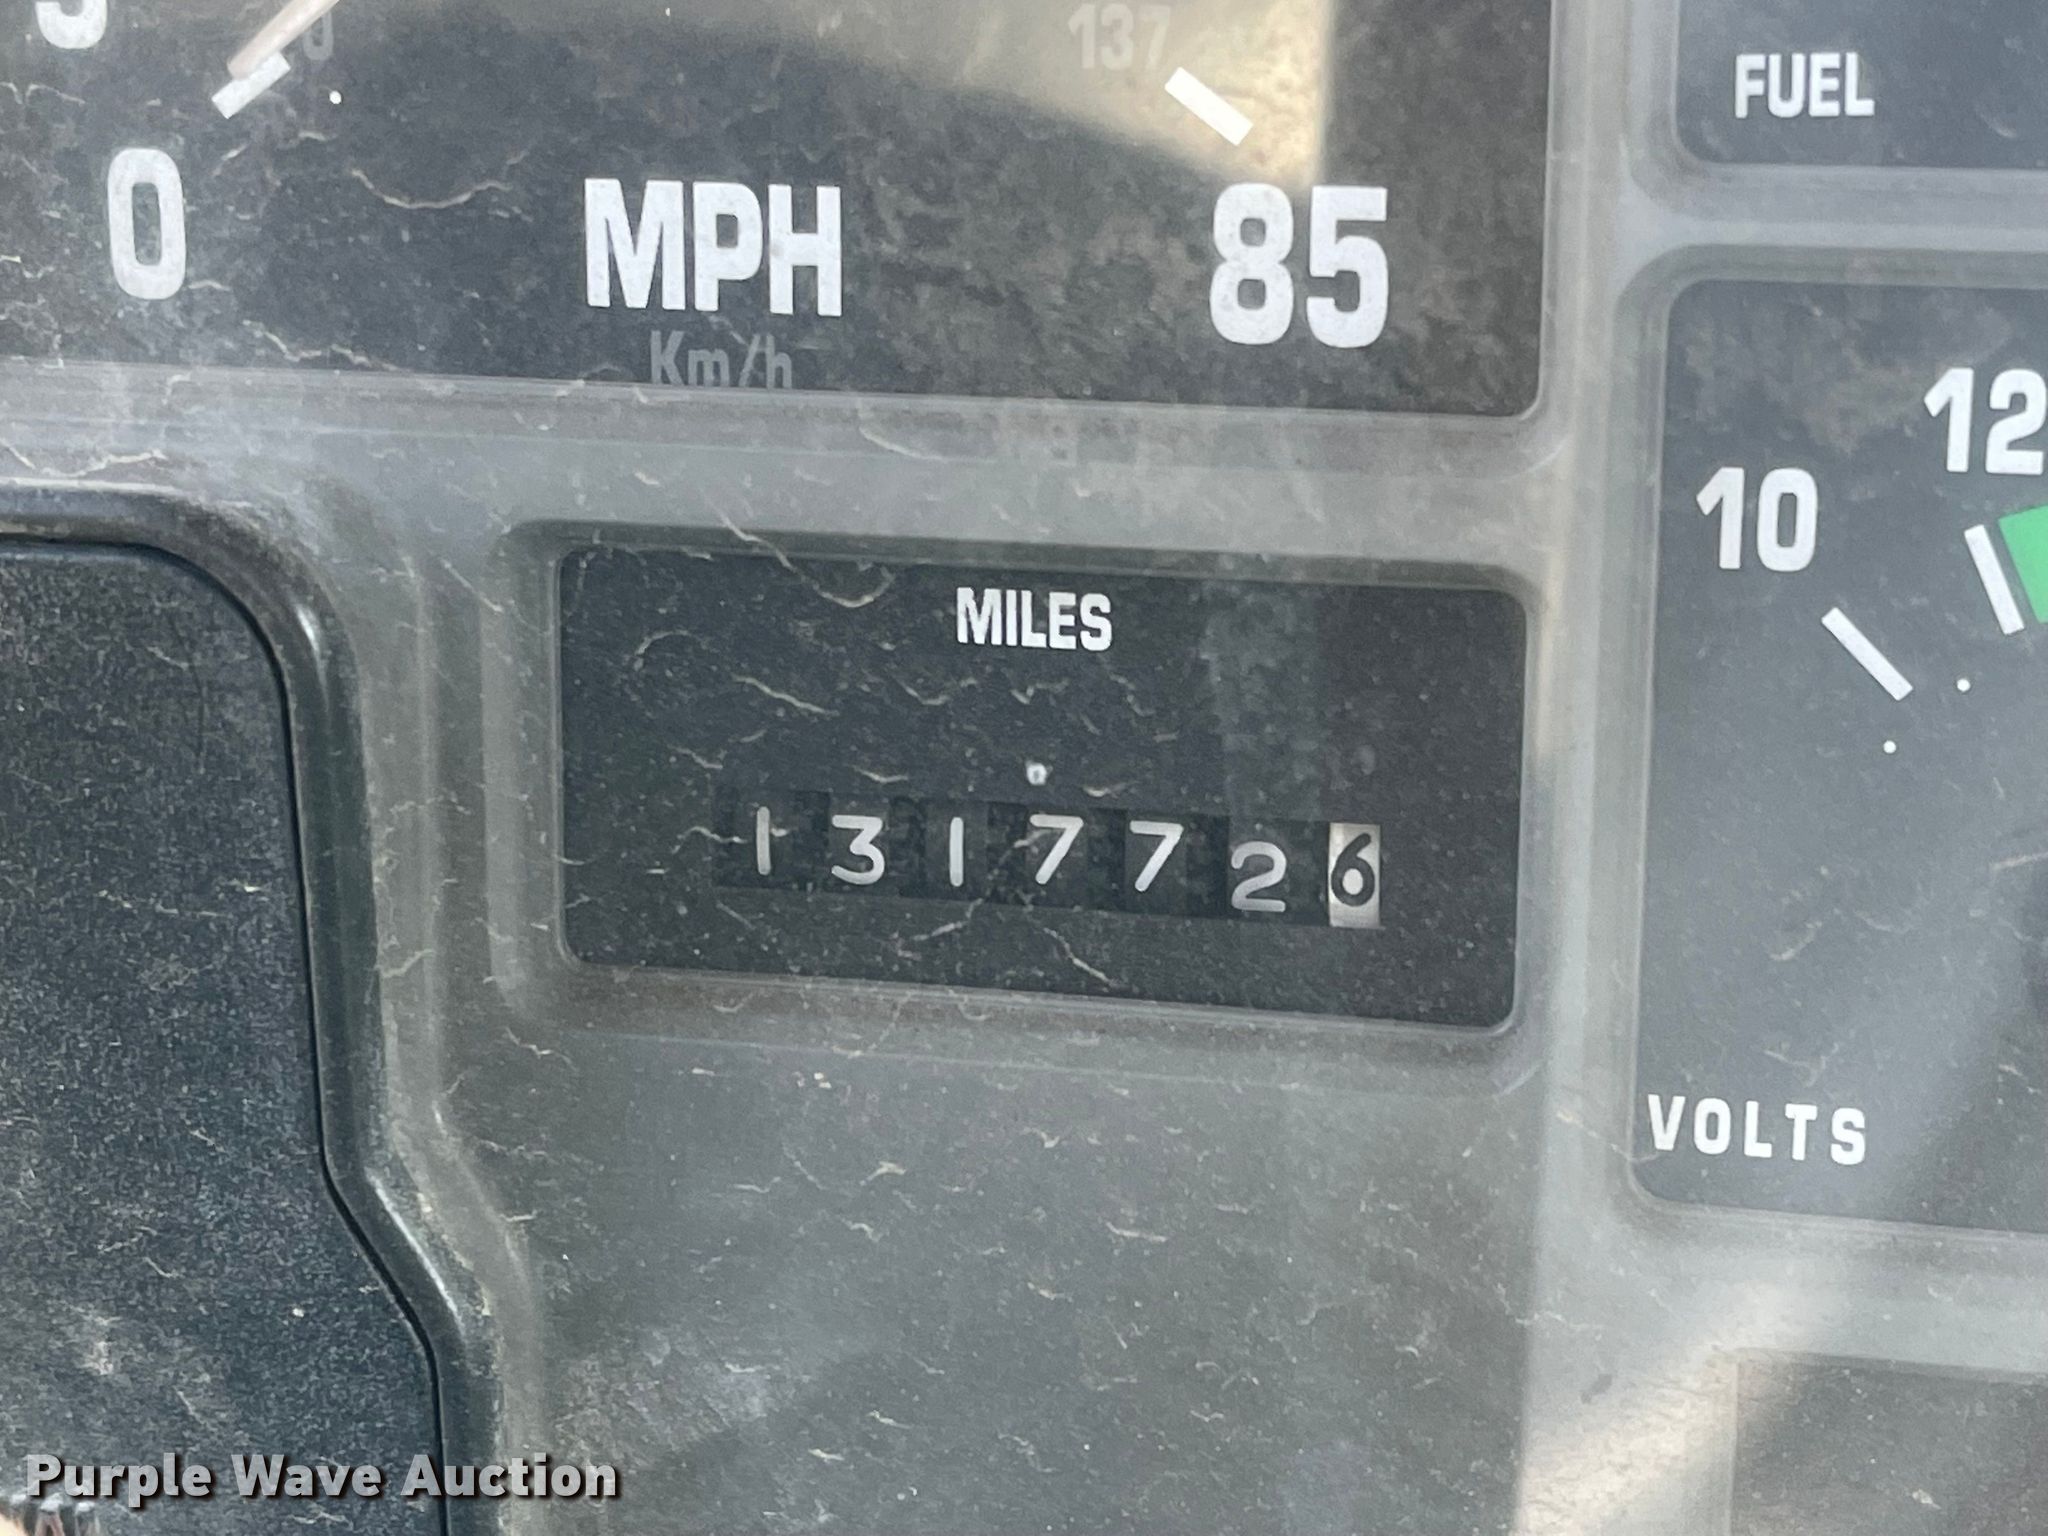 137
FUEL
0 MPH 85
Km/h
12
10
MILES
1317726
VOLTS
Purple Wave Auction